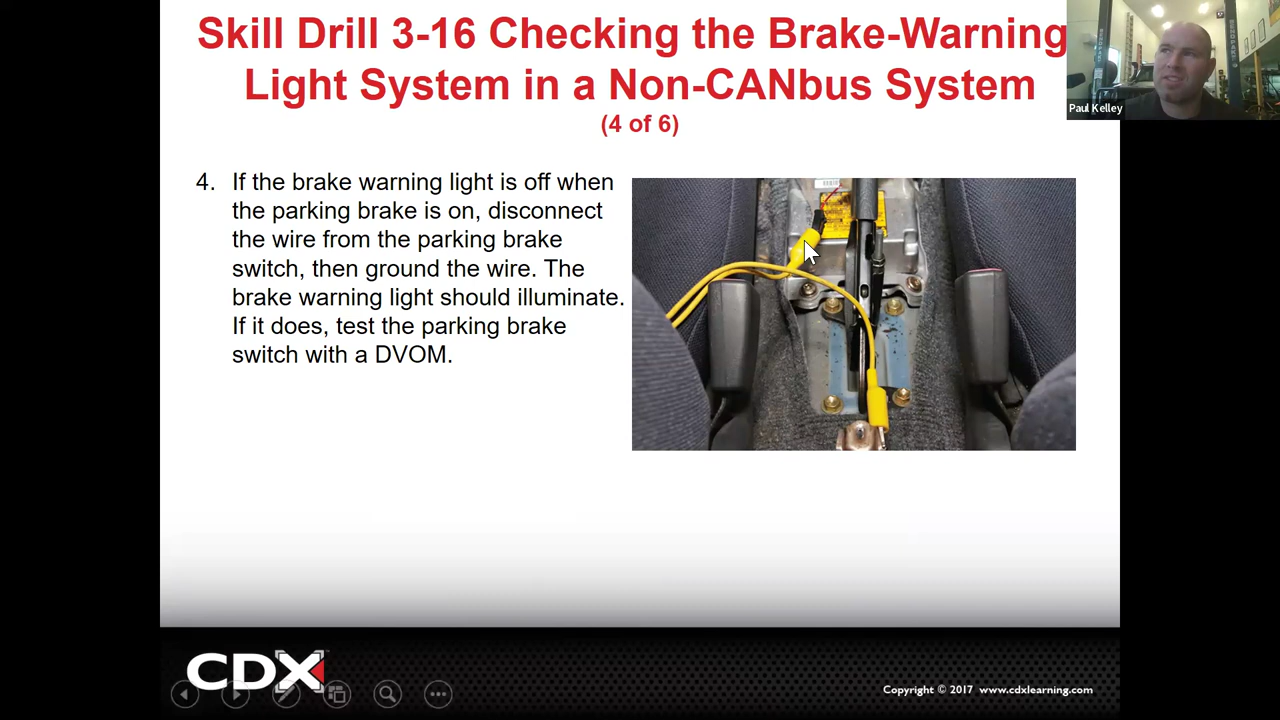 Skill Drill 3-16 Checking the Brake-Warning
Light System in a Non-CANbus System
(4 of 6)
Paul Kelley
4. If the brake warning light is off when
the parking brake is on, disconnect
the wire from the parking brake
switch, then ground the wire. The
brake warning light should illuminate.
If it does, test the parking brake
switch with a DVOM.
CDX
Copyright © 2017 www.cdxlearning.com